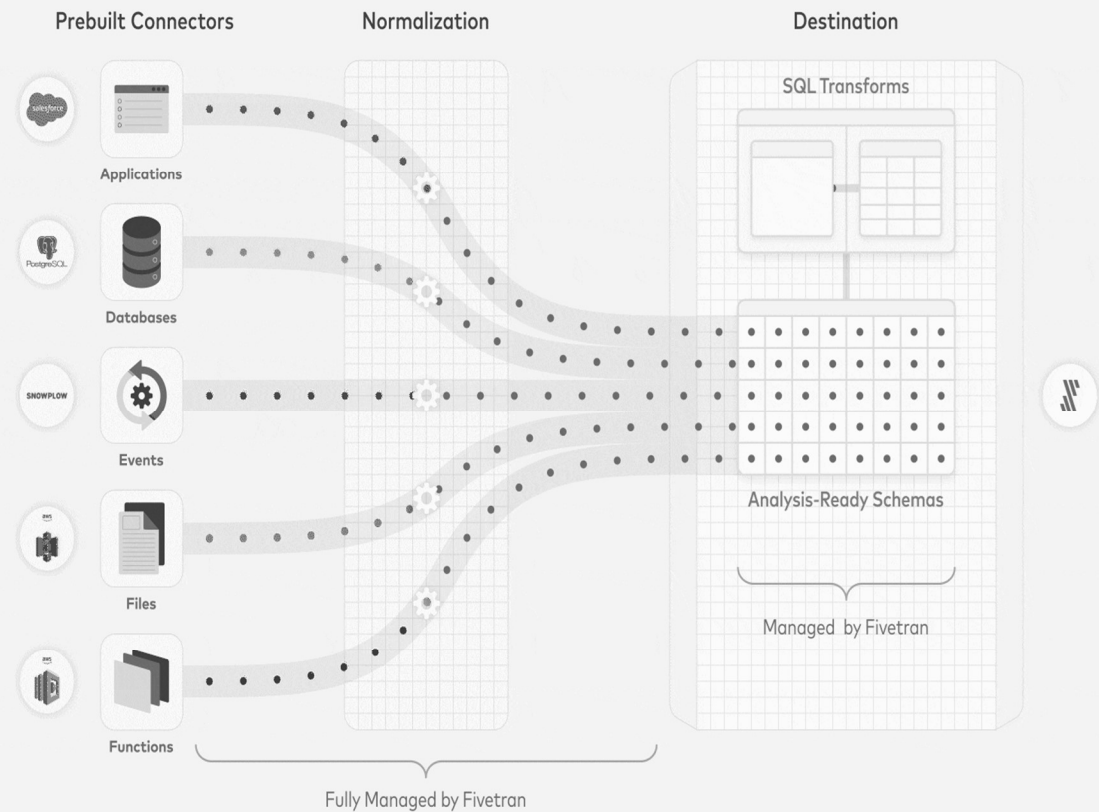 Prebuilt Connectors
Normalization
Destination
SQL Transforms
salesforce
Applications
PostgreSQL
Databases
SNOWPLOW
Events
Analysis-Ready Schemas
aws
Files
Managed by Fivetran
aws
Functions
Fully Managed by Fivetran